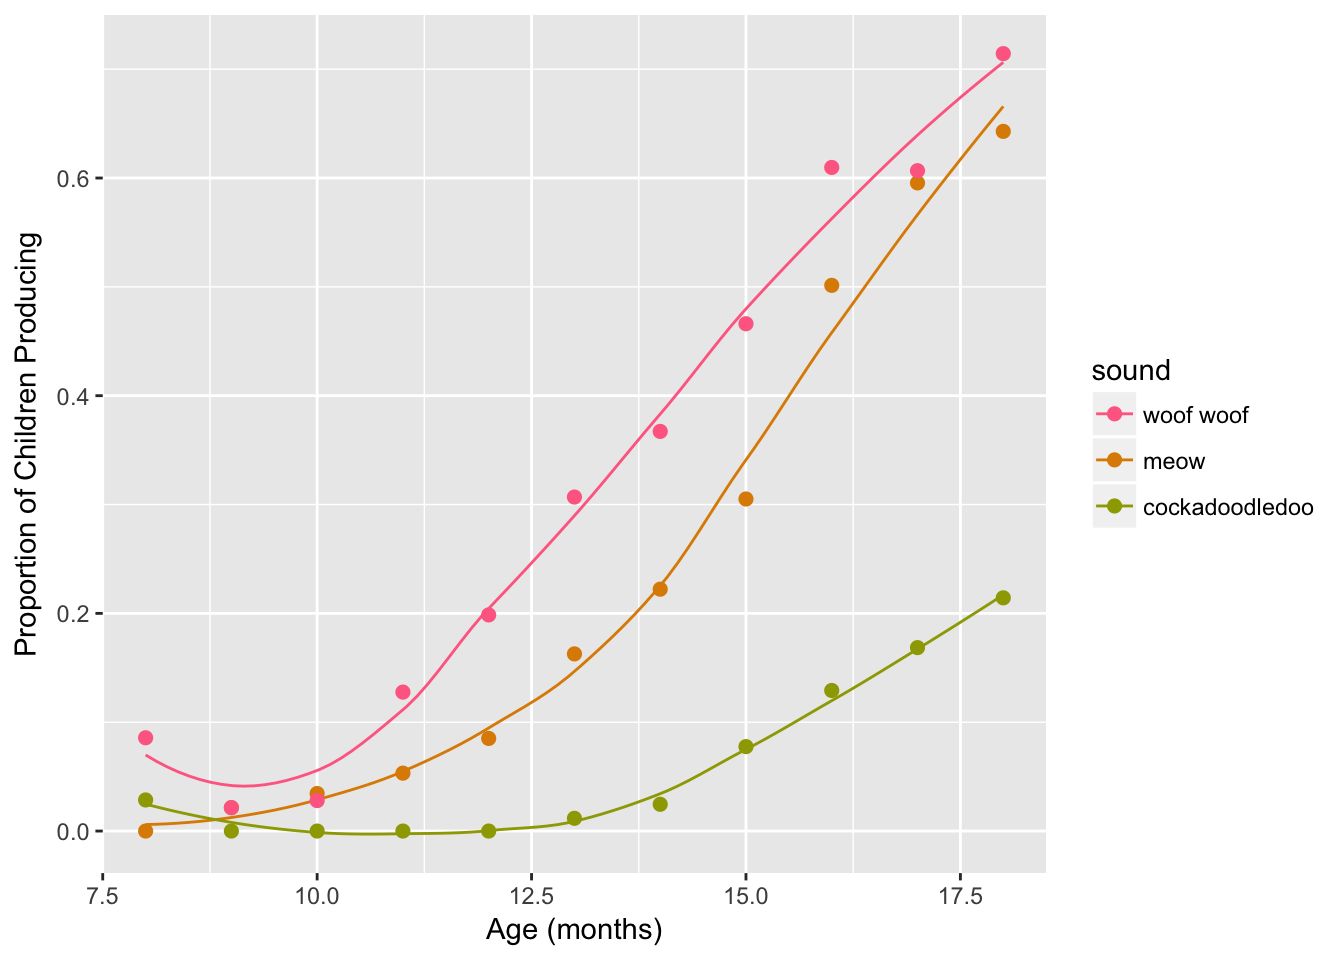 Proportion of Children Producing
0.6
0.4
0.2
0.0
7.5 10.0 12.5 15.0 17.5
Age (months)
sound
woof woof
meow
cockadoodledoo